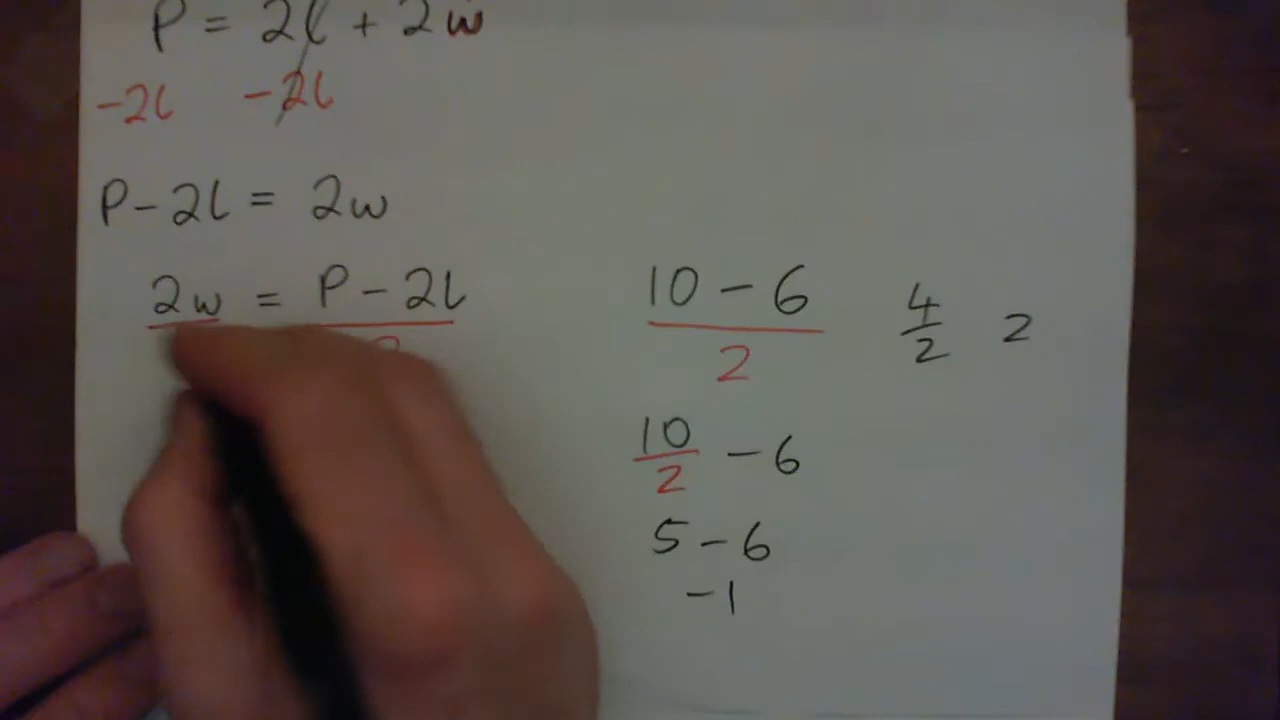 P = 2l + 2w
-2l -2l
P - 2l = 2w
2w = P - 2l
2
10 - 6
2
4
2
2
10
2
- 6
5 - 6
-1